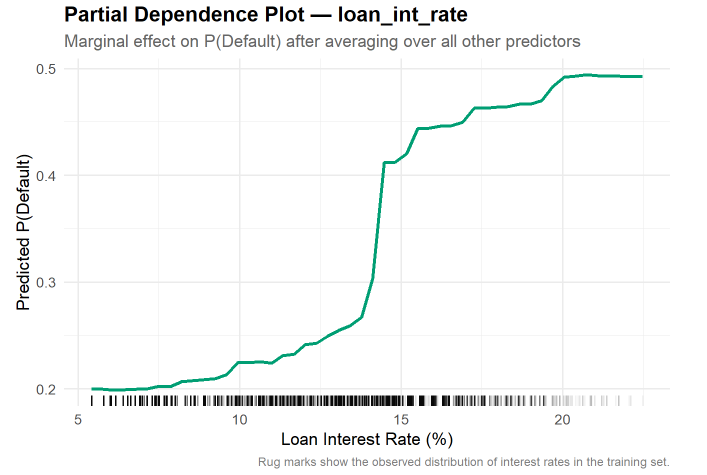 Partial Dependence Plot — loan_int_rate
Marginal effect on P(Default) after averaging over all other predictors
Predicted P(Default)
0.5
0.4
0.3
0.2
5
10
15
20
Loan Interest Rate (%)
Rug marks show the observed distribution of interest rates in the training set.